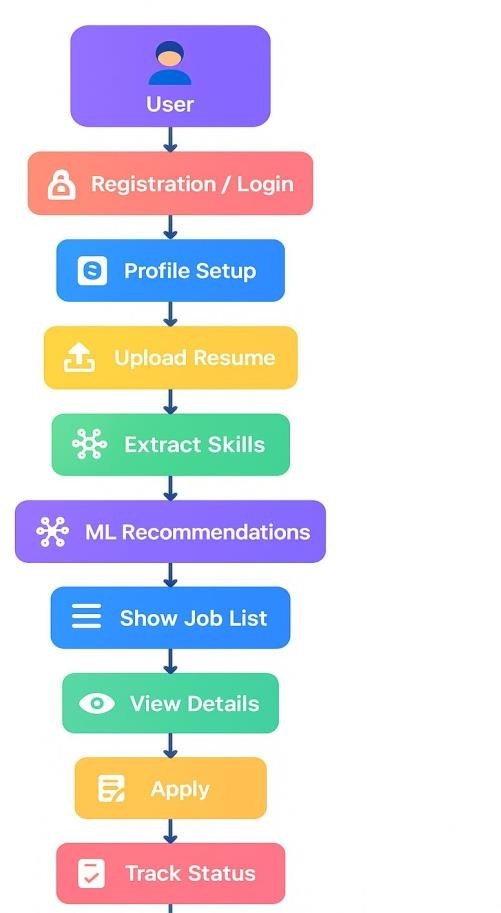 User
Registration / Login
Profile Setup
Upload Resume
Extract Skills
ML Recommendations
Show Job List
View Details
Apply
Track Status